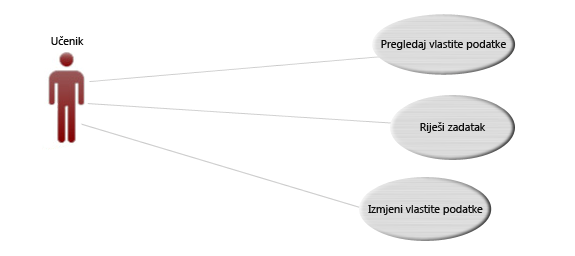 Učenik
Pregledaj vlastite podatke
Riješi zadatak
Izmjeni vlastite podatke